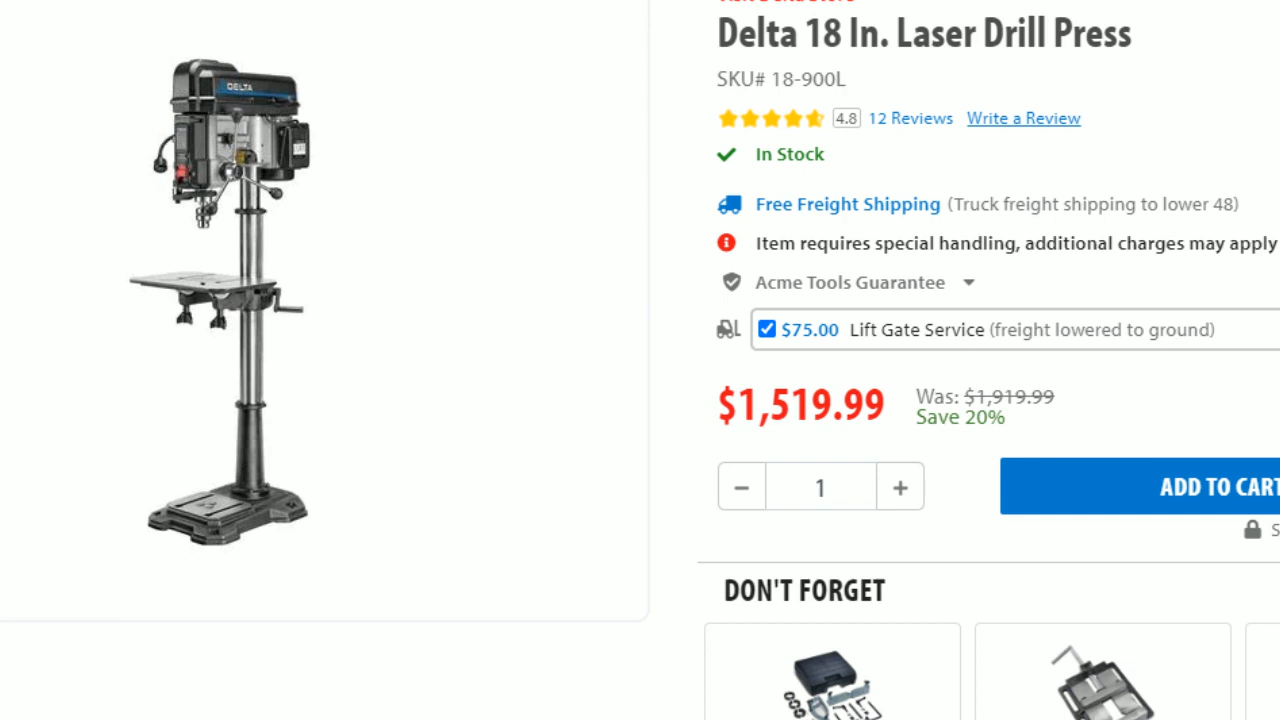 Delta 18 In. Laser Drill Press
SKU# 18-900L
4.8 12 Reviews Write a Review
In Stock
Free Freight Shipping (Truck freight shipping to lower 48)
Item requires special handling, additional charges may apply
Acme Tools Guarantee
$75.00 Lift Gate Service (freight lowered to ground)
$1,519.99 Was: $1,919.99
Save 20%
1
ADD TO CART
S
DON'T FORGET
DELTA